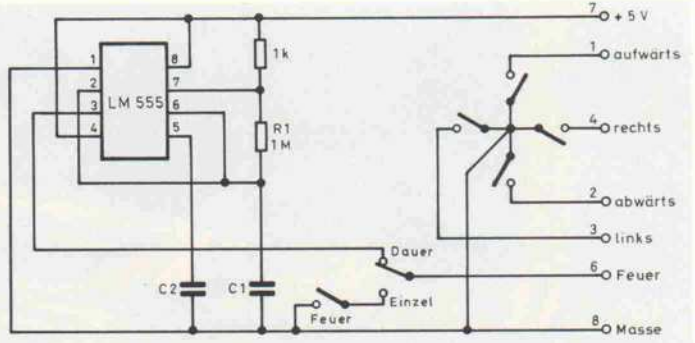 7
+ 5 V
1
8
1k
1
aufwärts
2
LM 555
7
3
6
R1
1M
4
rechts
4
5
2
abwärts
3
links
Dauer
6
Feuer
C2
C1
Einzel
Feuer
8
Masse